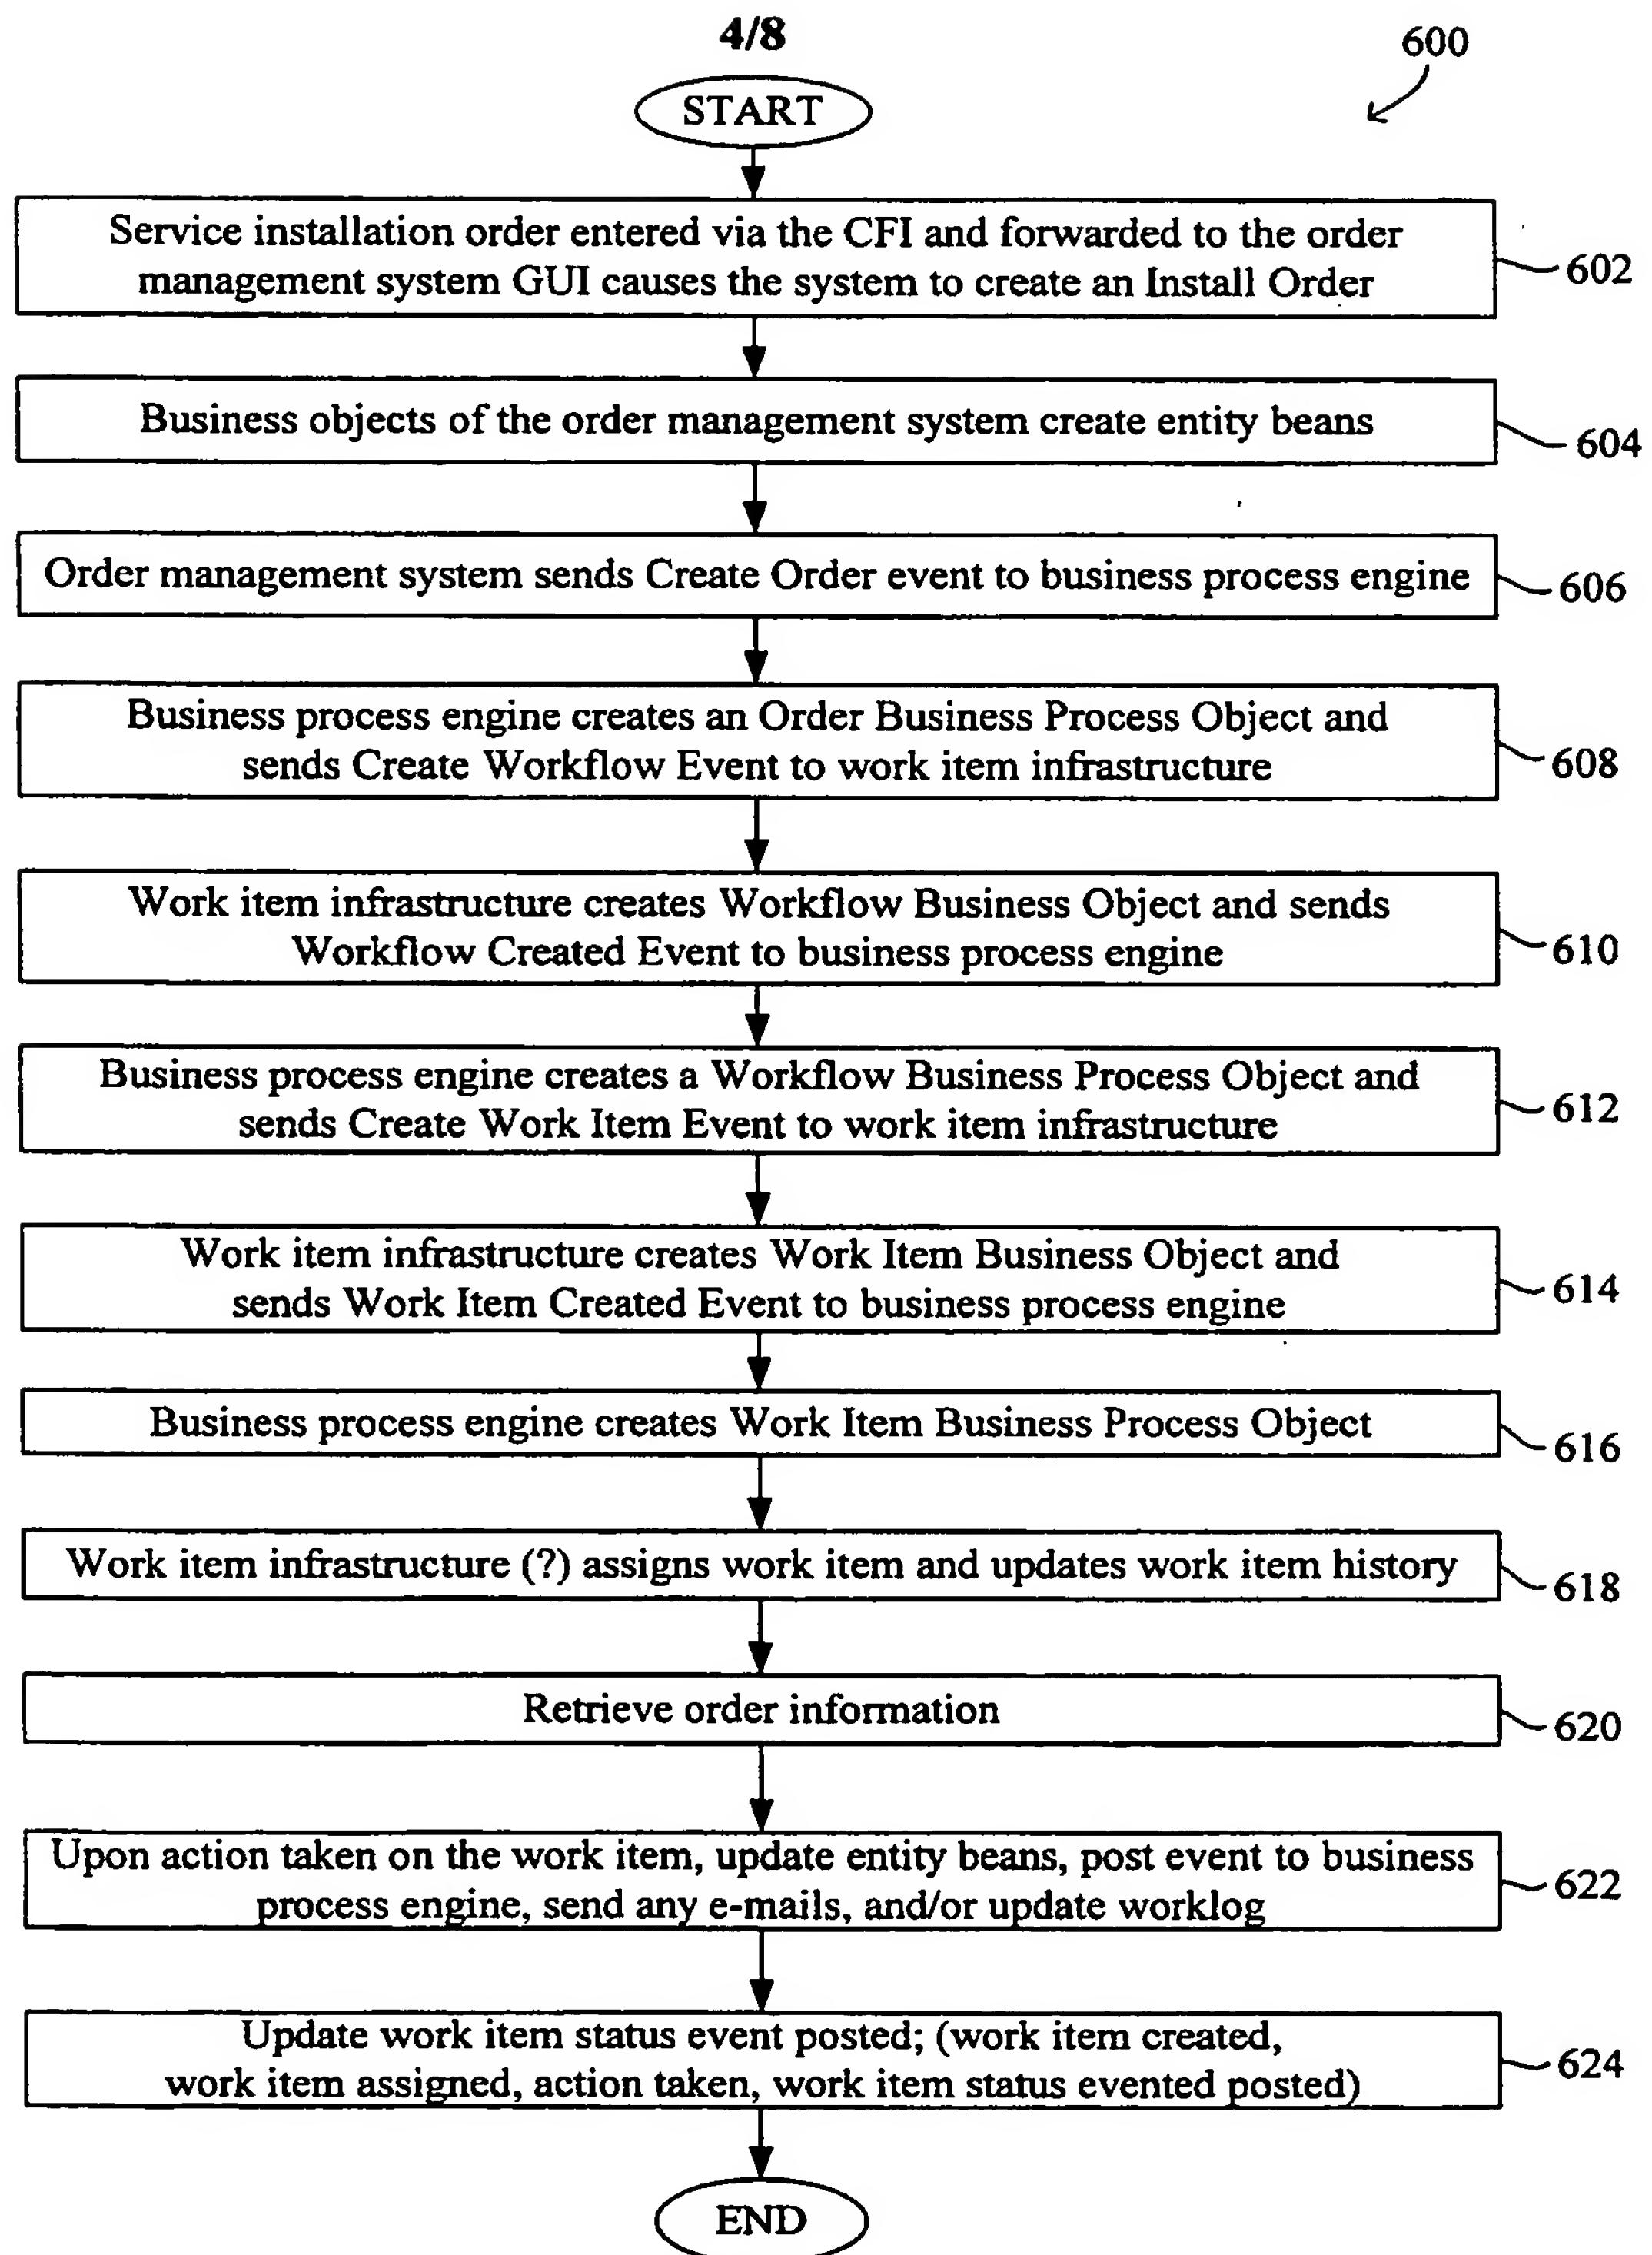 4/8
600
START
Service installation order entered via the CFI and forwarded to the order
management system GUI causes the system to create an Install Order
602
Business objects of the order management system create entity beans
604
Order management system sends Create Order event to business process engine
606
Business process engine creates an Order Business Process Object and
sends Create Workflow Event to work item infrastructure
608
Work item infrastructure creates Workflow Business Object and sends
Workflow Created Event to business process engine
610
Business process engine creates a Workflow Business Process Object and
sends Create Work Item Event to work item infrastructure
612
Work item infrastructure creates Work Item Business Object and
sends Work Item Created Event to business process engine
614
Business process engine creates Work Item Business Process Object
616
Work item infrastructure (?) assigns work item and updates work item history
618
Retrieve order information
620
Upon action taken on the work item, update entity beans, post event to business
process engine, send any e-mails, and/or update worklog
622
Update work item status event posted; (work item created,
work item assigned, action taken, work item status evented posted)
624
END